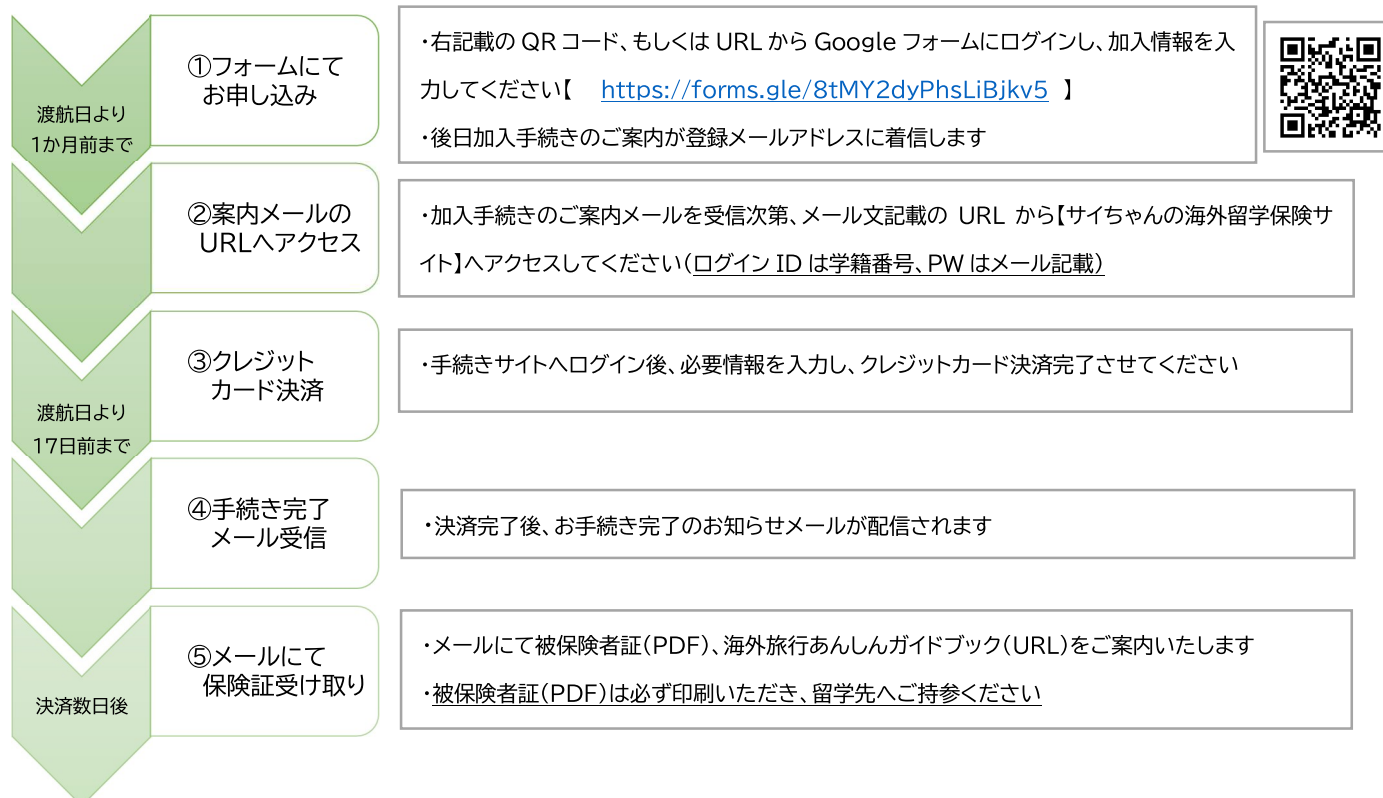 渡航日より
1か月前まで
①フォームにて
お申し込み
・右記載の QR コード、もしくは URL から Google フォームにログインし、加入情報を入
力してください【 https://forms.gle/8tMY2dyPhsLiBjkv5 】
・後日加入手続きのご案内が登録メールアドレスに着信します
②案内メールの
URLへアクセス
・加入手続きのご案内メールを受信次第、メール文記載の URL から【サイちゃんの海外留学保険サ
イト】へアクセスしてください（ログイン ID は学籍番号、PW はメール記載）
渡航日より
17日前まで
③クレジット
カード決済
・手続きサイトへログイン後、必要情報を入力し、クレジットカード決済完了させてください
④手続き完了
メール受信
・決済完了後、お手続き完了のお知らせメールが配信されます
決済数日後
⑤メールにて
保険証受け取り
・メールにて被保険者証（PDF）、海外旅行あんしんガイドブック（URL）をご案内いたします
・被保険者証（PDF）は必ず印刷いただき、留学先へご持参ください